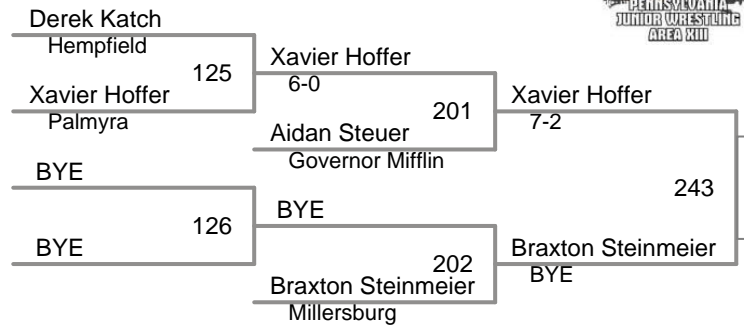 PENNSYLVANIA
JUNIOR WRESTLING
AREA XIII
Derek Katch
Hempfield
125
Xavier Hoffer
6-0
Xavier Hoffer
Palmyra
201
Xavier Hoffer
7-2
Aidan Steuer
Governor Mifflin
BYE
243
126
BYE
BYE
202
Braxton Steinmeier
BYE
Braxton Steinmeier
Millersburg